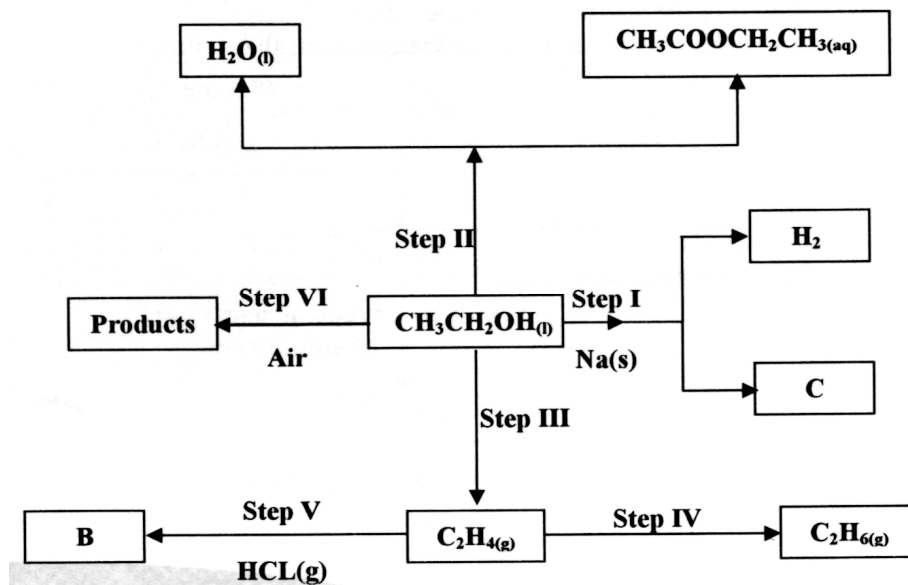 H₂O₍ₗ₎
CH₃COOCH₂CH₃₍ₐq₎
Step II
H₂
Step VI
Step I
Products
CH₃CH₂OH₍ₗ₎
Air
Na(s)
C
Step III
Step V
Step IV
B
C₂H₄₍g₎
C₂H₆₍g₎
HCL(g)